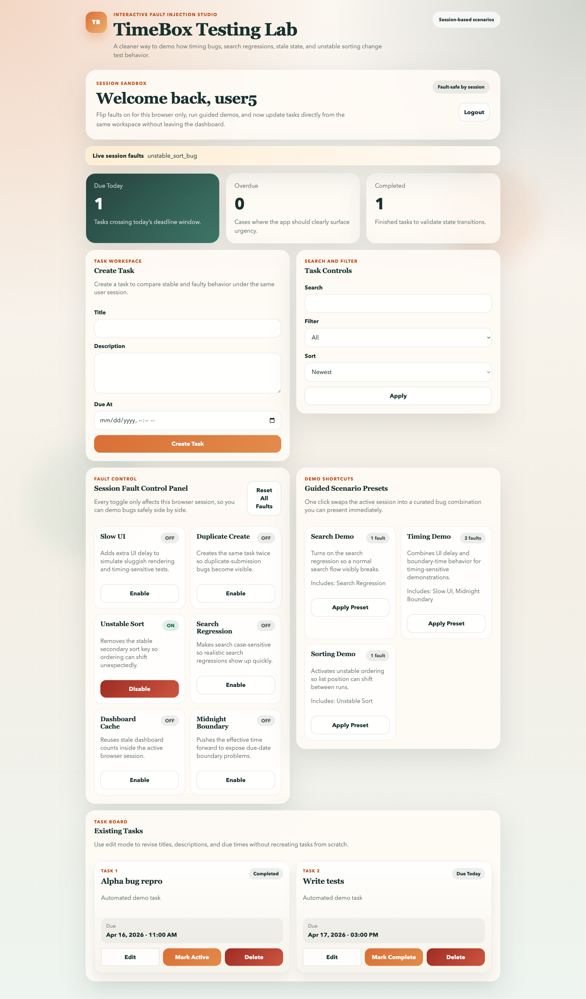 TB
INTERACTIVE FAULT INJECTION STUDIO
TimeBox Testing Lab
A cleaner way to demo how timing bugs, search regressions, stale state, and unstable sorting change
test behavior.
Session-based scenarios
SESSION SANDBOX
Welcome back, user5
Flip faults on for this browser only, run guided demos, and now update tasks directly from the
same workspace without leaving the dashboard.
Fault-safe by session
Logout
Live session faults unstable_sort_bug
Due Today
1
Tasks crossing today's deadline window.
Overdue
0
Cases where the app should clearly surface
urgency.
Completed
1
Finished tasks to validate state transitions.
TASK WORKSPACE
Create Task
Create a task to compare stable and faulty behavior under the same
user session.
Title
Description
Due At
mm/dd/yyyy, --:-- --
Create Task
SEARCH AND FILTER
Task Controls
Search
Filter
All
Sort
Newest
Apply
FAULT CONTROL
Session Fault Control Panel
Every toggle only affects this browser session, so you
can demo bugs safely side by side.
Reset
All
Faults
Slow UI
OFF
Adds extra UI delay to
simulate sluggish rendering
and timing-sensitive tests.
Enable
Duplicate Create
OFF
Creates the same task twice
so duplicate-submission
bugs become visible.
Enable
Unstable Sort
ON
Removes the stable
secondary sort key so
ordering can shift
unexpectedly.
Disable
Search
Regression
OFF
Makes search case-sensitive
so realistic search
regressions show up quickly.
Enable
Dashboard
Cache
OFF
Reuses stale dashboard
counts inside the active
browser session.
Enable
Midnight
Boundary
OFF
Pushes the effective time
forward to expose due-date
boundary problems.
Enable
DEMO SHORTCUTS
Guided Scenario Presets
One click swaps the active session into a curated bug combination
you can present immediately.
Search Demo
1 fault
Turns on the search
regression so a normal
search flow visibly breaks.
Includes: Search Regression
Apply Preset
Timing Demo
2 faults
Combines UI delay and
boundary-time behavior for
timing-sensitive
demonstrations.
Includes: Slow UI, Midnight
Boundary
Apply Preset
Sorting Demo
1 fault
Activates unstable ordering
so list position can shift
between runs.
Includes: Unstable Sort
Apply Preset
TASK BOARD
Existing Tasks
Use edit mode to revise titles, descriptions, and due times without recreating tasks from scratch.
TASK 1
Alpha bug repro
Completed
Automated demo task
Due
Apr 16, 2026 · 11:00 AM
Edit
Mark Active
Delete
TASK 2
Write tests
Due Today
Automated demo task
Due
Apr 17, 2026 · 03:00 PM
Edit
Mark Complete
Delete